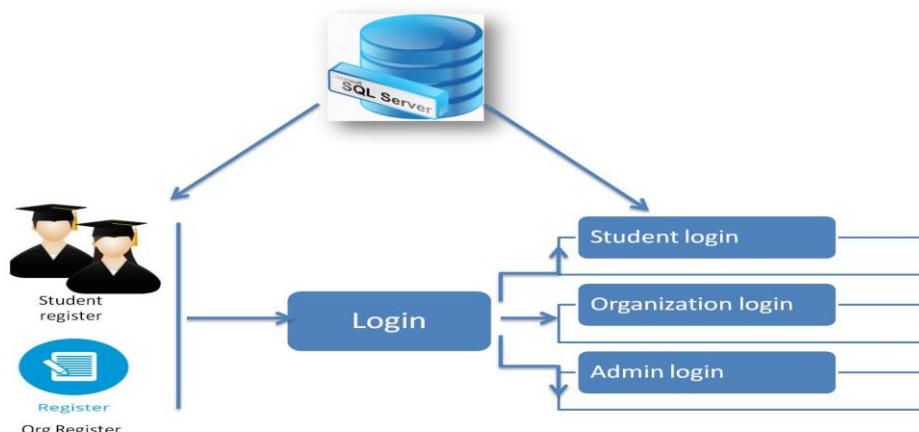 SQL Server
Student login
Organization login
Login
Admin login
Student
register
Register
Org Register